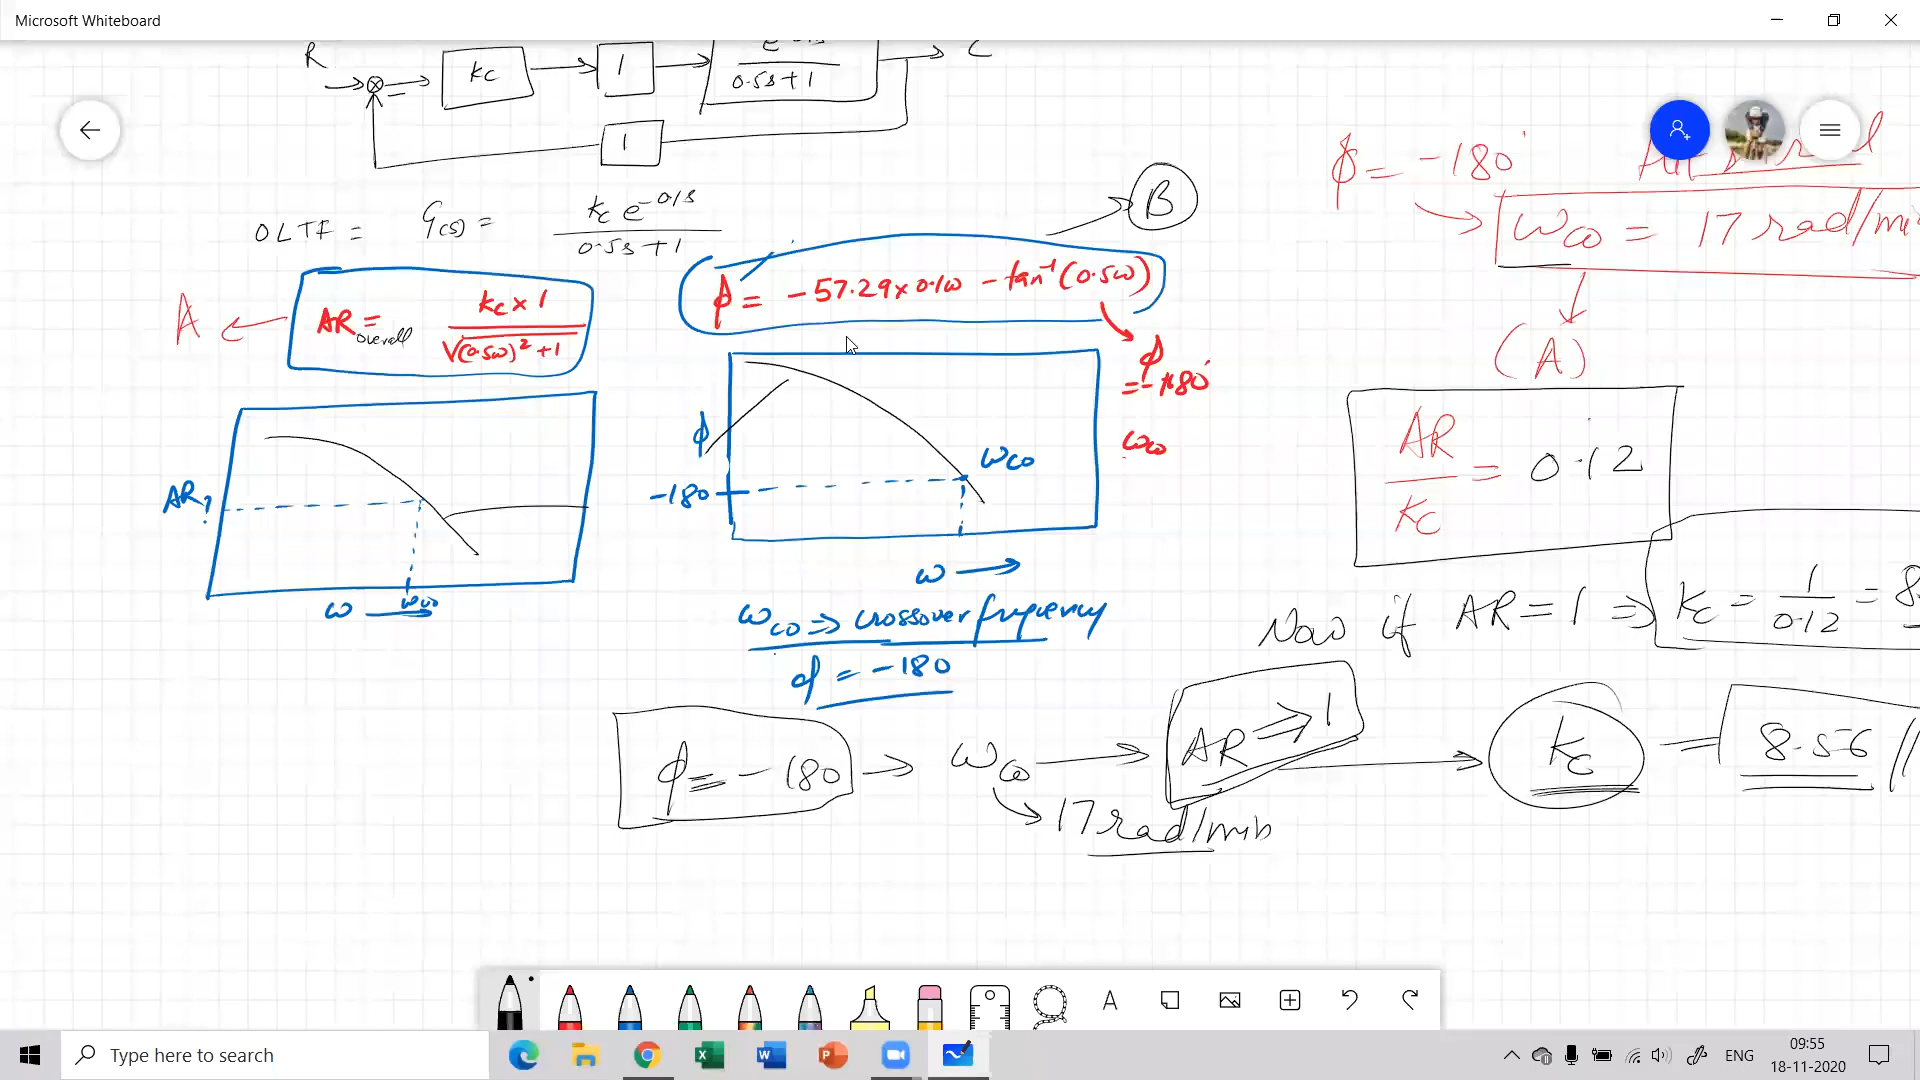 Microsoft Whiteboard
R
kc
1
0.5s+1
C
1
OLTF = G(s) = kc e^-0.1s / 0.5s+1
B
φ = -180°
ωco = 17 rad/min
(A)
A
AR overall = kc × 1 / √(0.5ω)² + 1
φ = -57.29×0.1ω - tan⁻¹(0.5ω)
φ
= -180°
ωco
AR?
ω
ωco
φ
-180
ωco
ω
ωco ⇒ crossover frequency
φ = -180
AR / kc = 0.12
Now if AR = 1 ⇒ kc = 1 / 0.12 = 8
φ = -180 → ωco → AR ⇒ 1
17 rad/min
kc = 8.56 //
A
Type here to search
ENG
09:55
18-11-2020